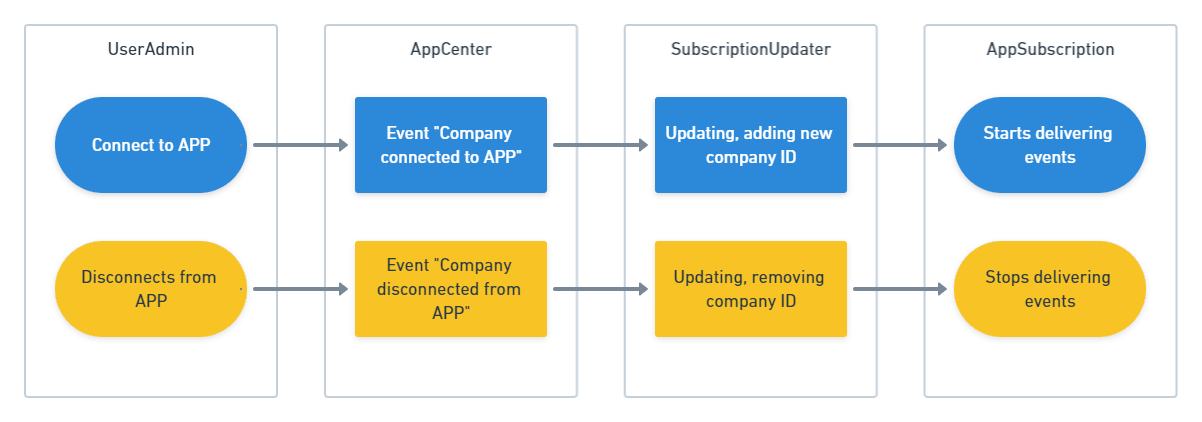 UserAdmin
AppCenter
SubscriptionUpdater
AppSubscription
Connect to APP
Event "Company
connected to APP"
Updating, adding new
company ID
Starts delivering
events
Disconnects from
APP
Event "Company
disconnected from
APP"
Updating, removing
company ID
Stops delivering
events